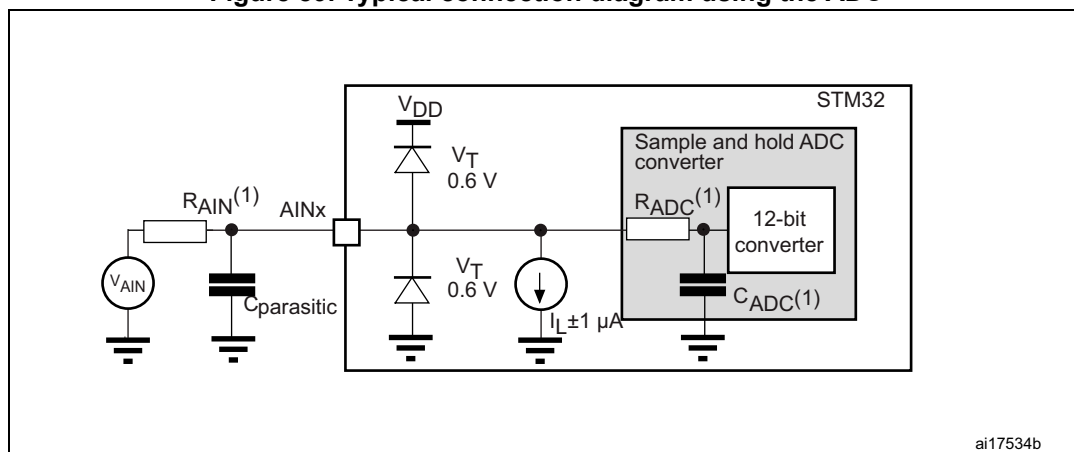 STM32
VDD
VT
0.6 V
Sample and hold ADC
converter
RAIN(1)
AINx
RADC(1)
12-bit
converter
VAIN
Cparasitic
VT
0.6 V
IL±1 µA
CADC(1)
ai17534b